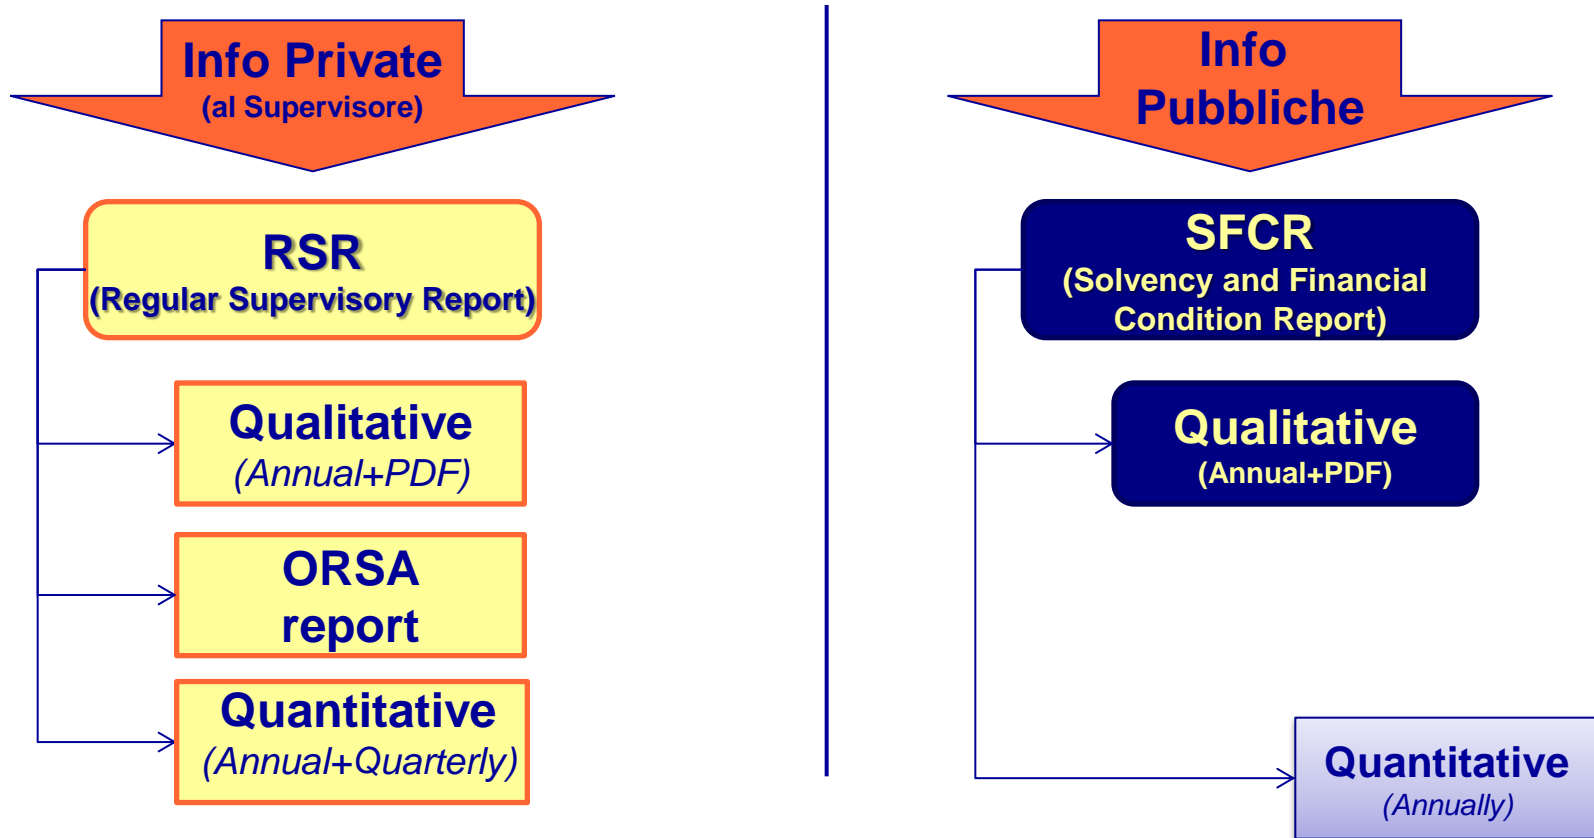 Info Private
(al Supervisore)
RSR
(Regular Supervisory Report)
Qualitative
(Annual+PDF)
ORSA
report
Quantitative
(Annual+Quarterly)
Info
Pubbliche
SFCR
(Solvency and Financial
Condition Report)
Qualitative
(Annual+PDF)
Quantitative
(Annually)